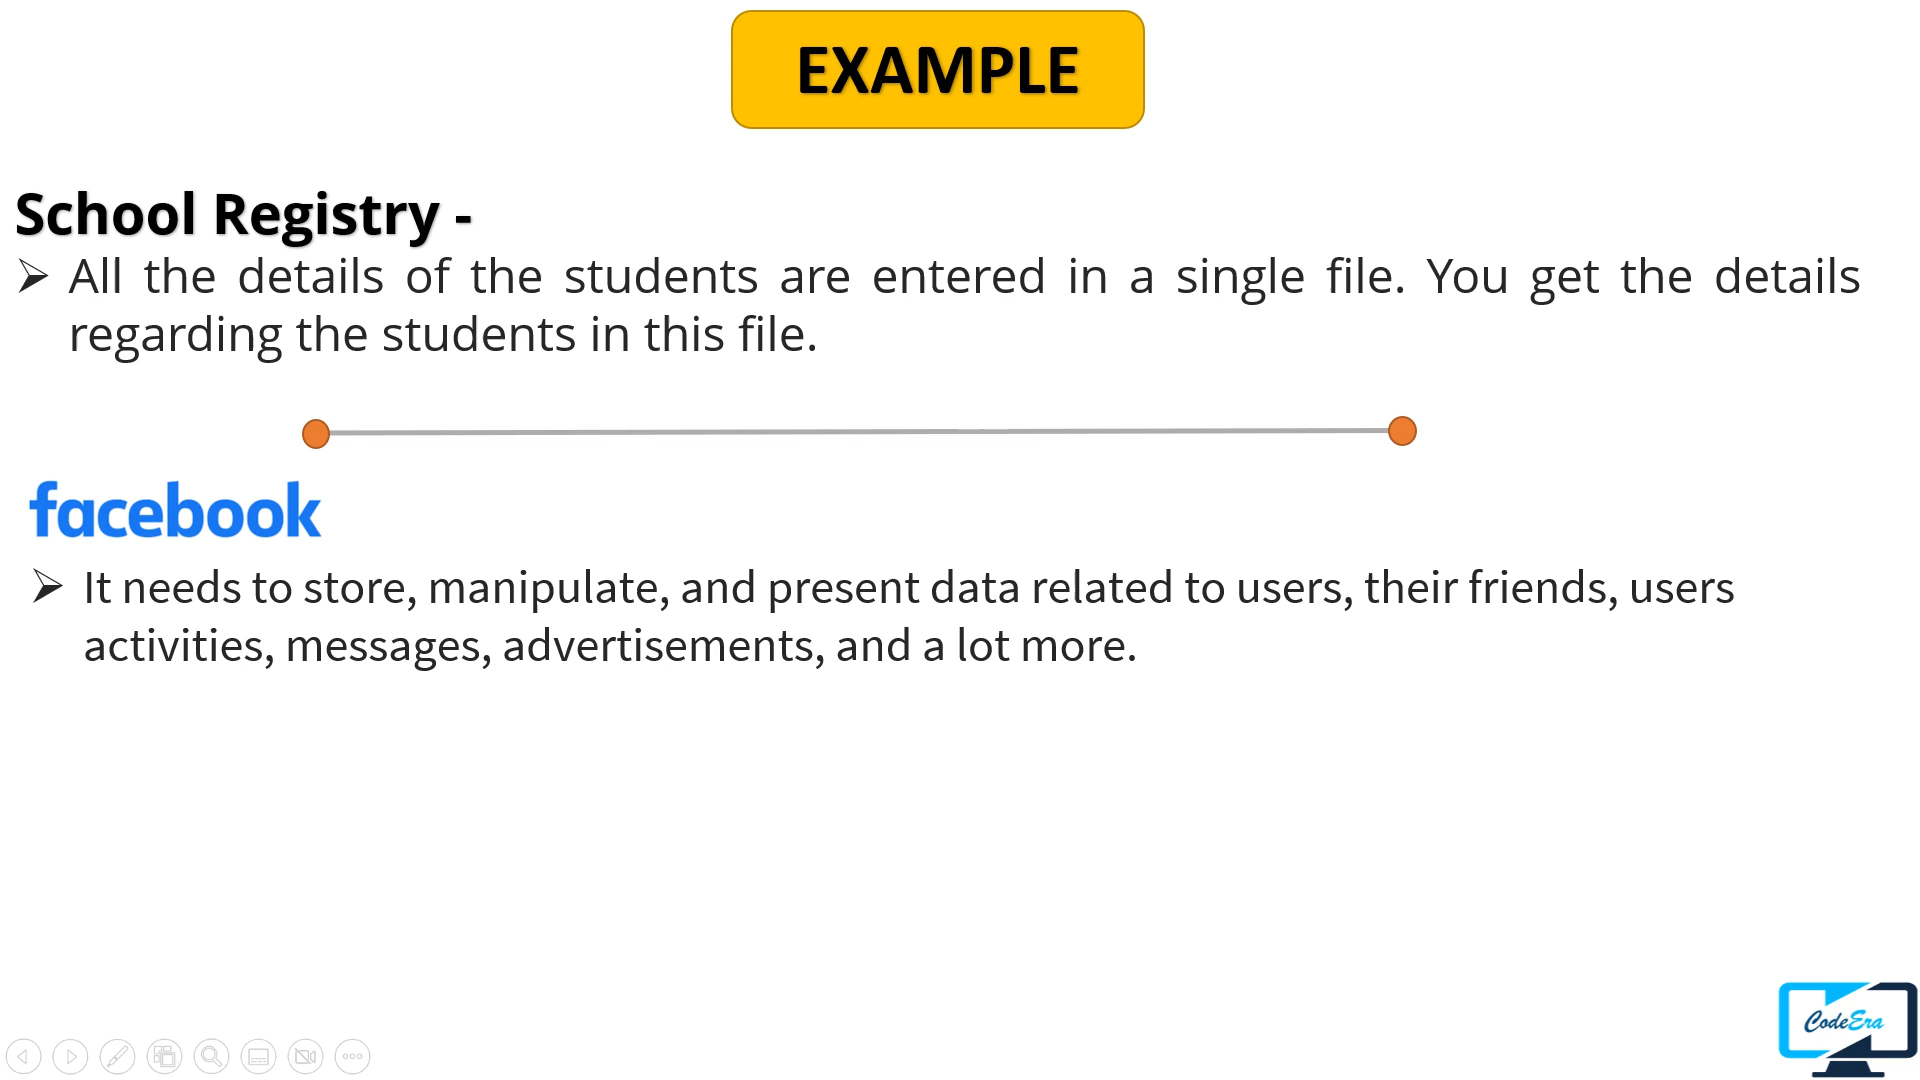 EXAMPLE
School Registry -
All the details of the students are entered in a single file. You get the details
regarding the students in this file.
facebook
It needs to store, manipulate, and present data related to users, their friends, users
activities, messages, advertisements, and a lot more.
CodeEra